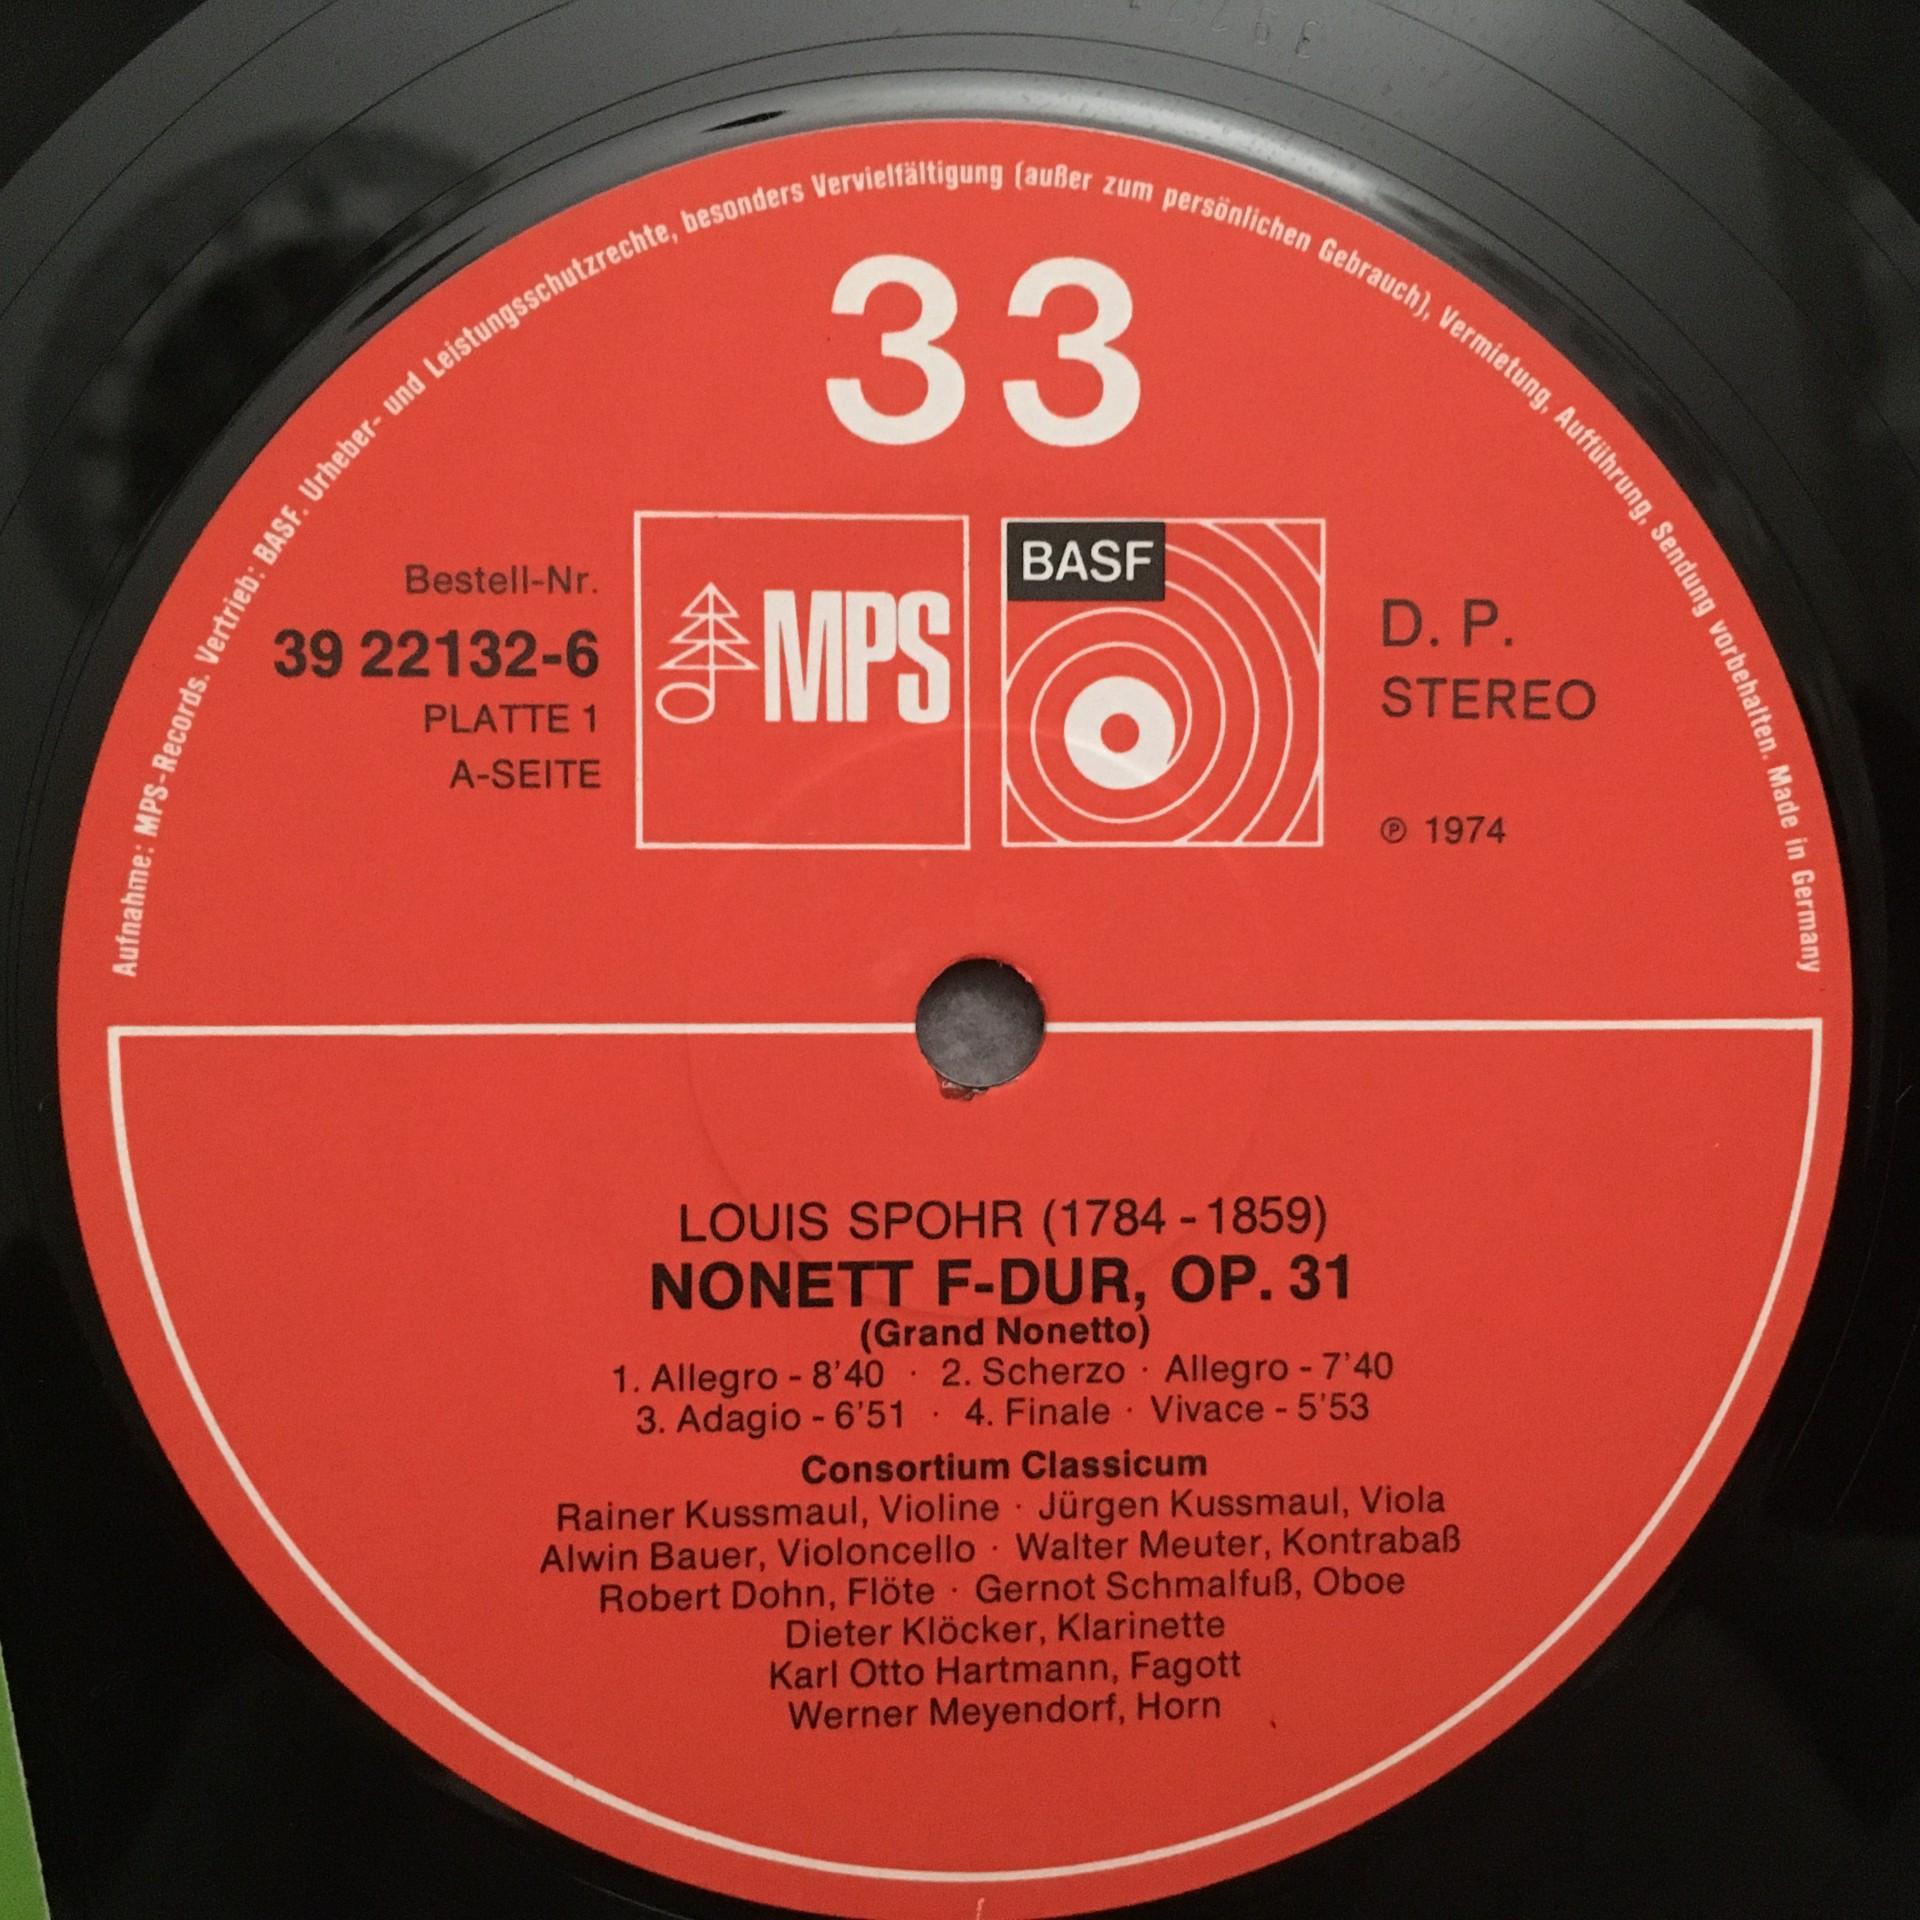 Aufnahme: MPS-Records. Vertrieb: BASF. Urheber- und Leistungsschutzrechte, besonders Vervielfältigung (außer zum persönlichen Gebrauch), Vermietung, Aufführung, Sendung vorbehalten. Made in Germany
33
Bestell-Nr.
39 22132-6
PLATTE 1
A-SEITE
MPS
BASF
D. P.
STEREO
℗ 1974
LOUIS SPOHR (1784 - 1859)
NONETT F-DUR, OP. 31
(Grand Nonetto)
1. Allegro - 8'40 · 2. Scherzo · Allegro - 7'40
3. Adagio - 6'51 · 4. Finale · Vivace - 5'53
Consortium Classicum
Rainer Kussmaul, Violine · Jürgen Kussmaul, Viola
Alwin Bauer, Violoncello · Walter Meuter, Kontrabaß
Robert Dohn, Flöte · Gernot Schmalfuß, Oboe
Dieter Klöcker, Klarinette
Karl Otto Hartmann, Fagott
Werner Meyendorf, Horn